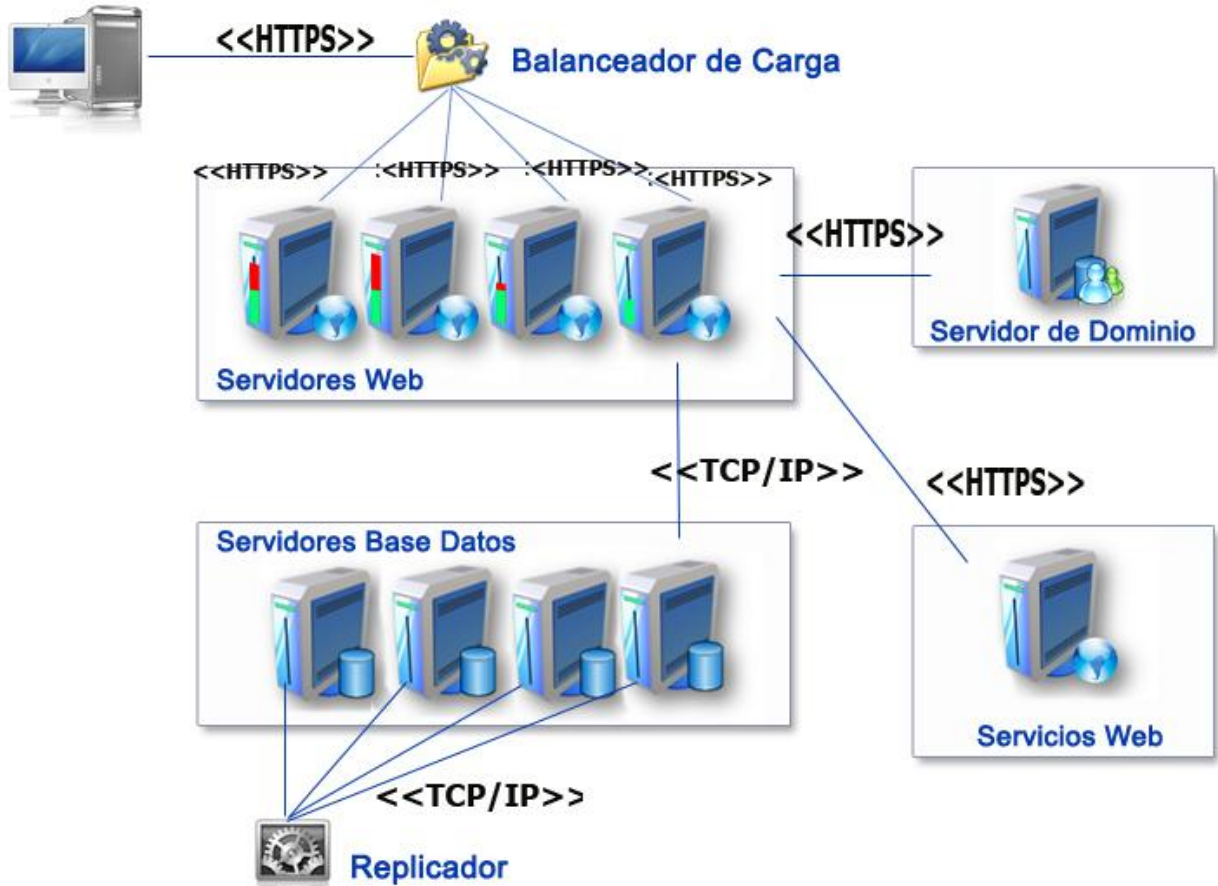 <<HTTPS>>
Balanceador de Carga
<<HTTPS>>
:<HTTPS>>
:<HTTPS>>
:<HTTPS>>
<<HTTPS>>
Servidores Web
Servidor de Dominio
<<TCP/IP>>
<<HTTPS>>
Servidores Base Datos
Servicios Web
<<TCP/IP>>
Replicador